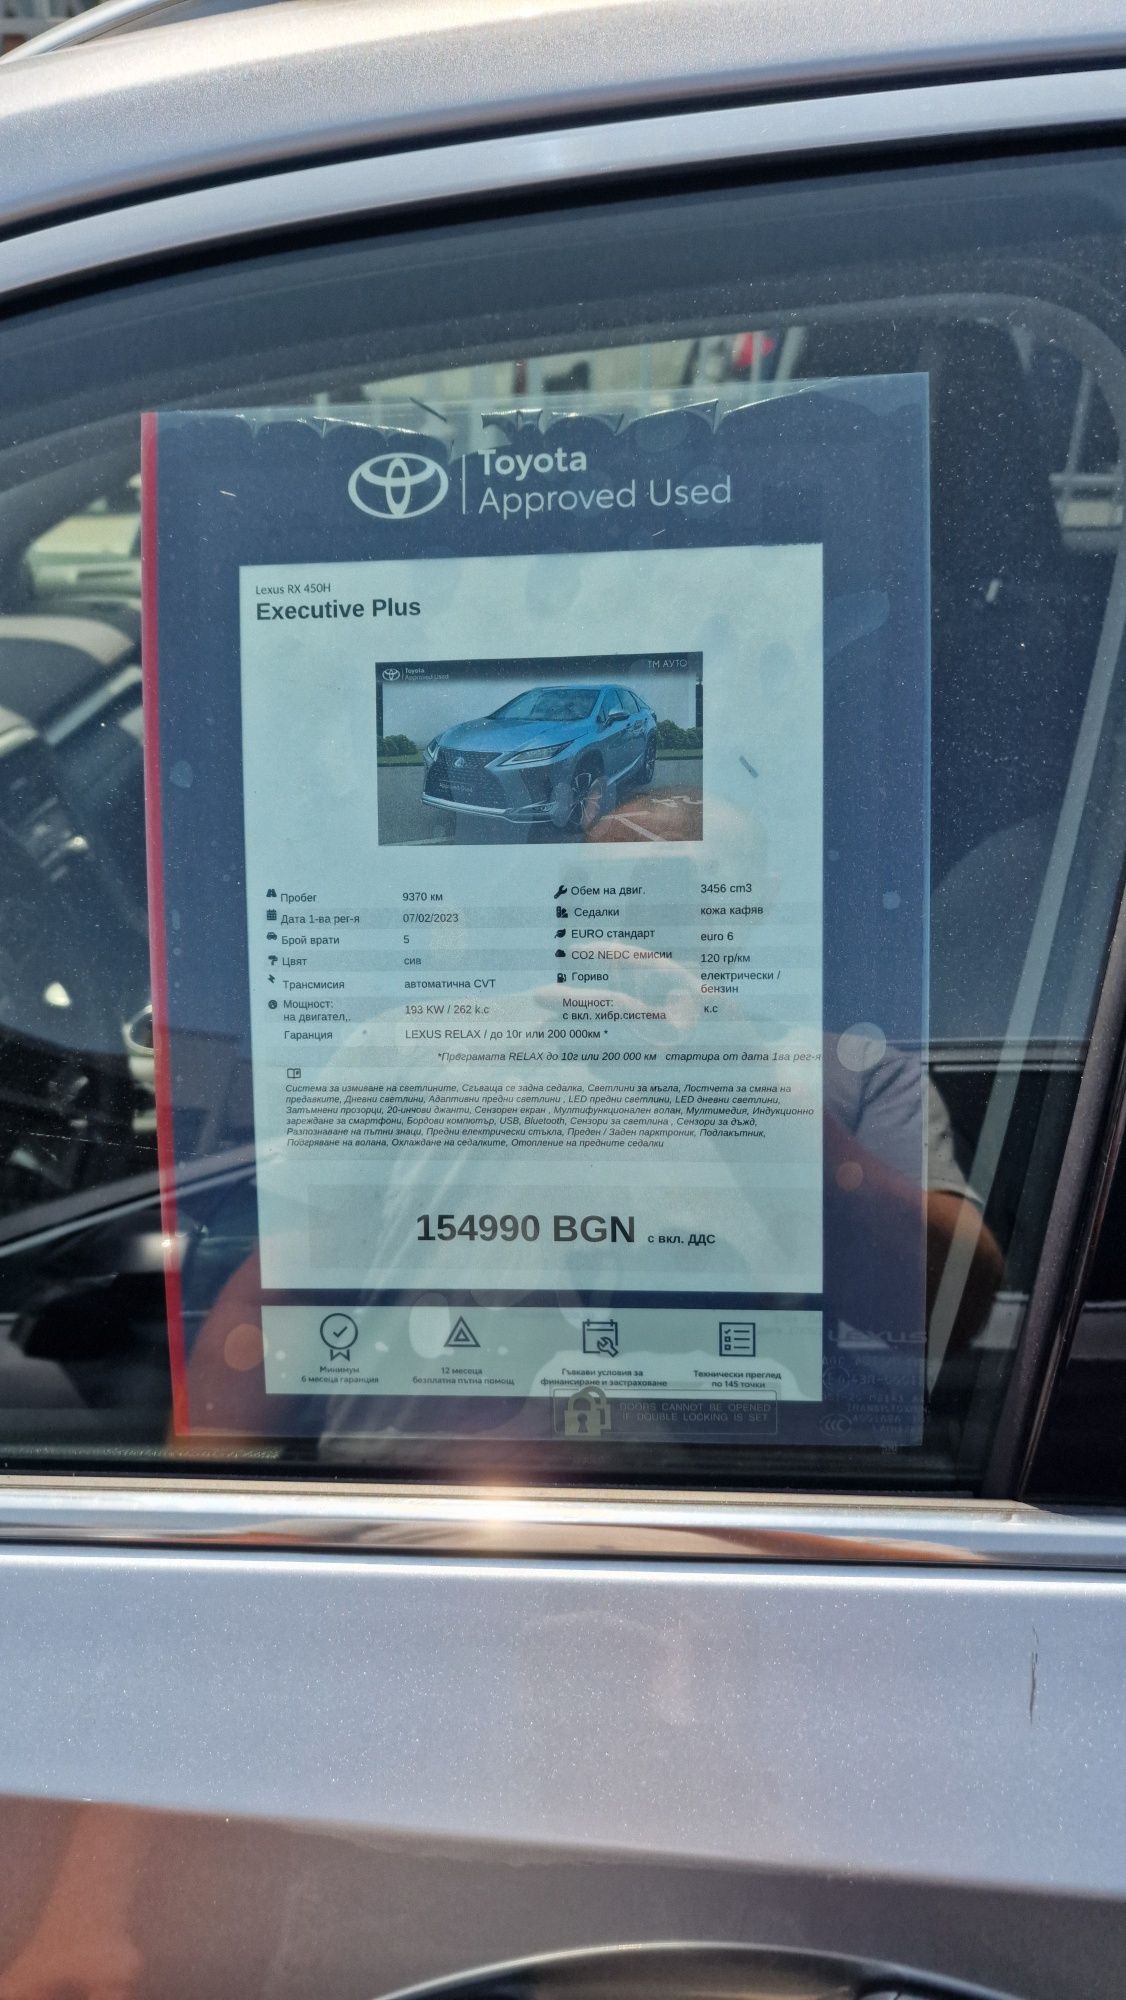 Toyota
Approved Used
Lexus RX 450H
Executive Plus
Toyota
Approved Used
ТМ АУТО
Пробег 9370 км
Обем на двиг. 3456 cm3
Дата 1-ва рег-я 07/02/2023
Седалки кожа кафяв
Брой врати 5
EURO стандарт euro 6
Цвят сив
CO2 NEDC емисии 120 гр/км
Трансмисия автоматична CVT
Гориво електрически /
бензин
Мощност:
на двигател,. 193 KW / 262 k.c
Мощност:
с вкл. хибр.система к.с
Гаранция LEXUS RELAX / до 10г или 200 000км *
*Програмата RELAX до 10г или 200 000 км стартира от дата 1ва рег-я
Система за измиване на светлините, Сгъваща се задна седалка, Светлини за мъгла, Лостчета за смяна на
предавките, Дневни светлини, Адаптивни предни светлини , LED предни светлини, LED дневни светлини,
Затъмнени прозорци, 20-инчови джанти, Сензорен екран , Мултифункционален волан, Мултимедия, Индукционно
зареждане за смартфони, Бордови компютър, USB, Bluetooth, Сензори за светлина , Сензори за дъжд,
Разпознаване на пътни знаци, Предни електрически стъкла, Преден / Заден парктроник, Подлакътник,
Подгряване на волана, Охлаждане на седалките, Отопление на предните седалки
154990 BGN с вкл. ДДС
Минимум
6 месеца гаранция
12 месеца
безплатна пътна помощ
Гъвкави условия за
финансиране и застраховане
Технически преглед
по 145 точки
LEXUS
DOORS CANNOT BE OPENED
IF DOUBLE LOCKING IS SET